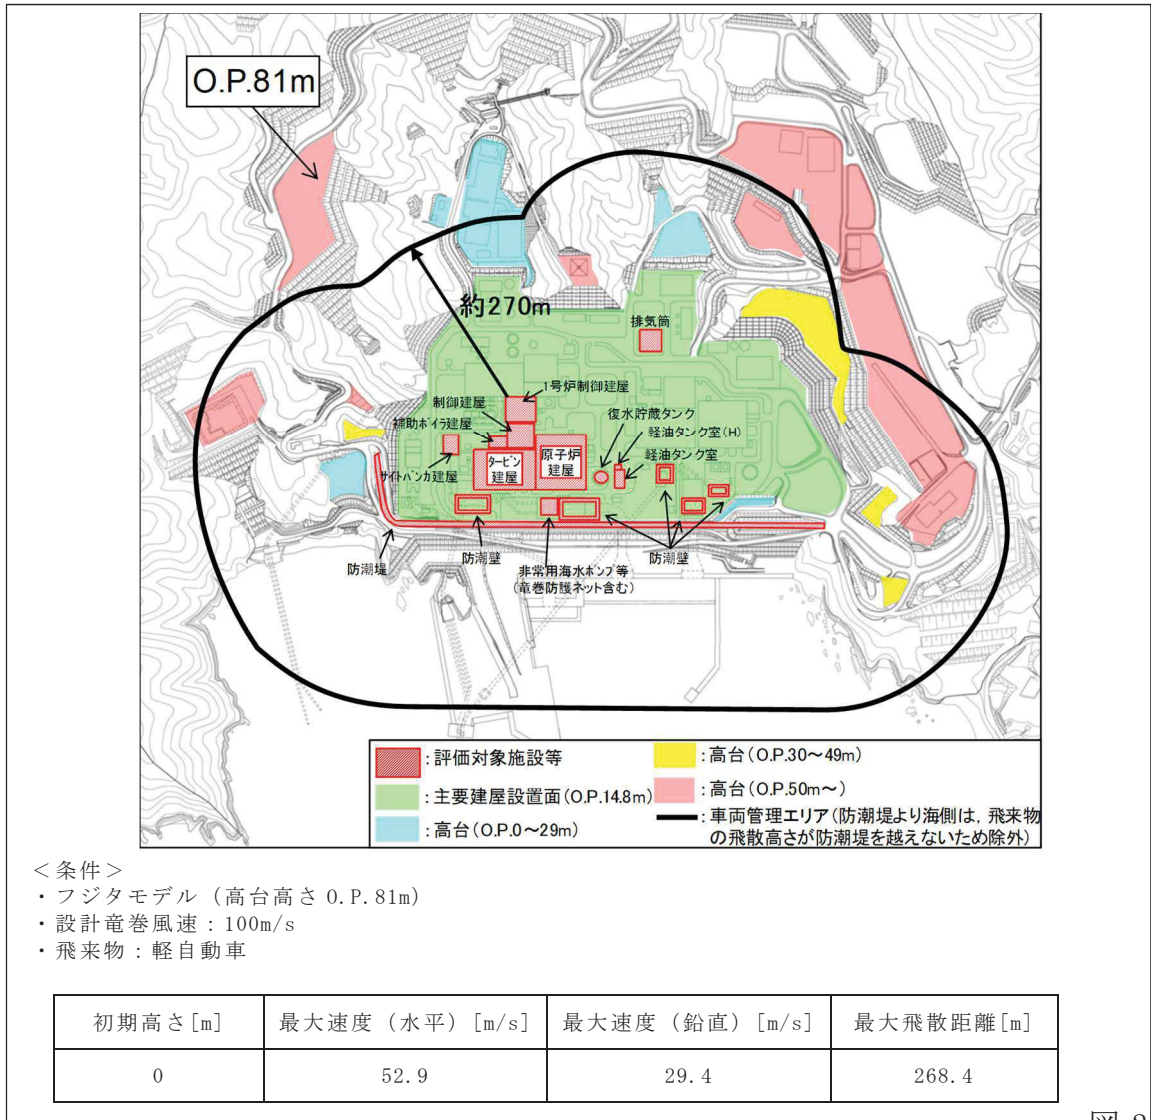 O.P.81m
約270m
排気筒
1号炉制御建屋
制御建屋
復水貯蔵タンク
補助ボイラ建屋
軽油タンク室(H)
軽油タンク室
タービン
建屋
原子炉
建屋
サイトバンカ建屋
防潮堤
防潮壁
非常用海水ポンプ等
(竜巻防護ネット含む)
防潮壁
:評価対象施設等
:主要建屋設置面(O.P.14.8m)
:高台(O.P.0~29m)
:高台(O.P.30~49m)
:高台(O.P.50m~)
:車両管理エリア(防潮堤より海側は,飛来物
の飛散高さが防潮堤を越えないため除外)
<条件>
・フジタモデル(高台高さ O.P.81m)
・設計竜巻風速:100m/s
・飛来物:軽自動車
初期高さ[m] 最大速度(水平)[m/s] 最大速度(鉛直)[m/s] 最大飛散距離[m]
0 52.9 29.4 268.4